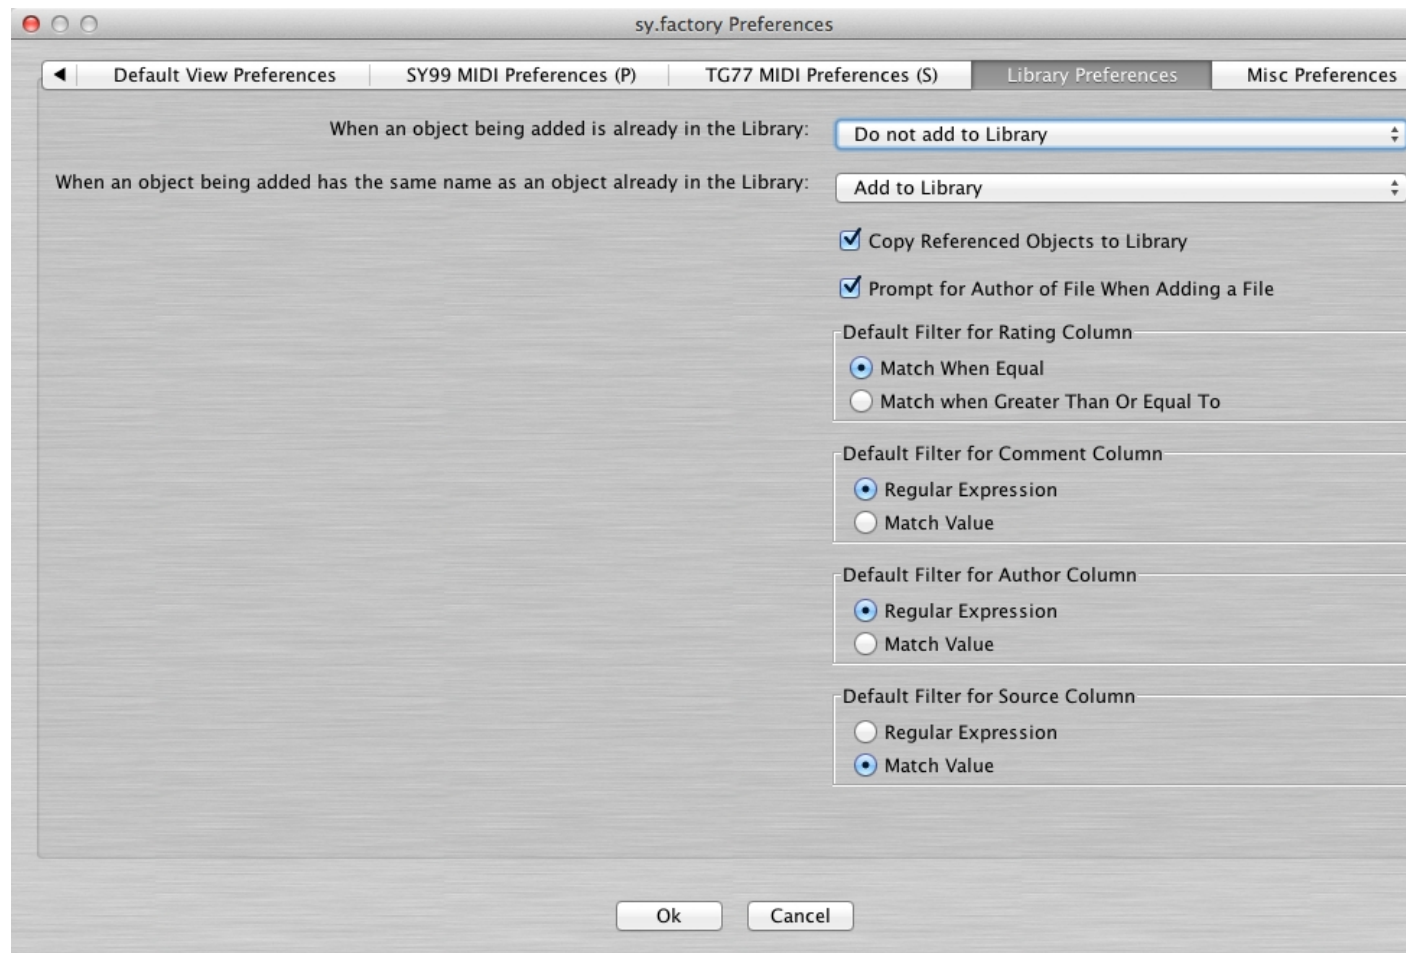 sy.factory Preferences
Default View Preferences SY99 MIDI Preferences (P) TG77 MIDI Preferences (S) Library Preferences Misc Preferences
When an object being added is already in the Library: Do not add to Library
When an object being added has the same name as an object already in the Library: Add to Library
Copy Referenced Objects to Library
Prompt for Author of File When Adding a File
Default Filter for Rating Column
Match When Equal
Match when Greater Than Or Equal To
Default Filter for Comment Column
Regular Expression
Match Value
Default Filter for Author Column
Regular Expression
Match Value
Default Filter for Source Column
Regular Expression
Match Value
Ok Cancel